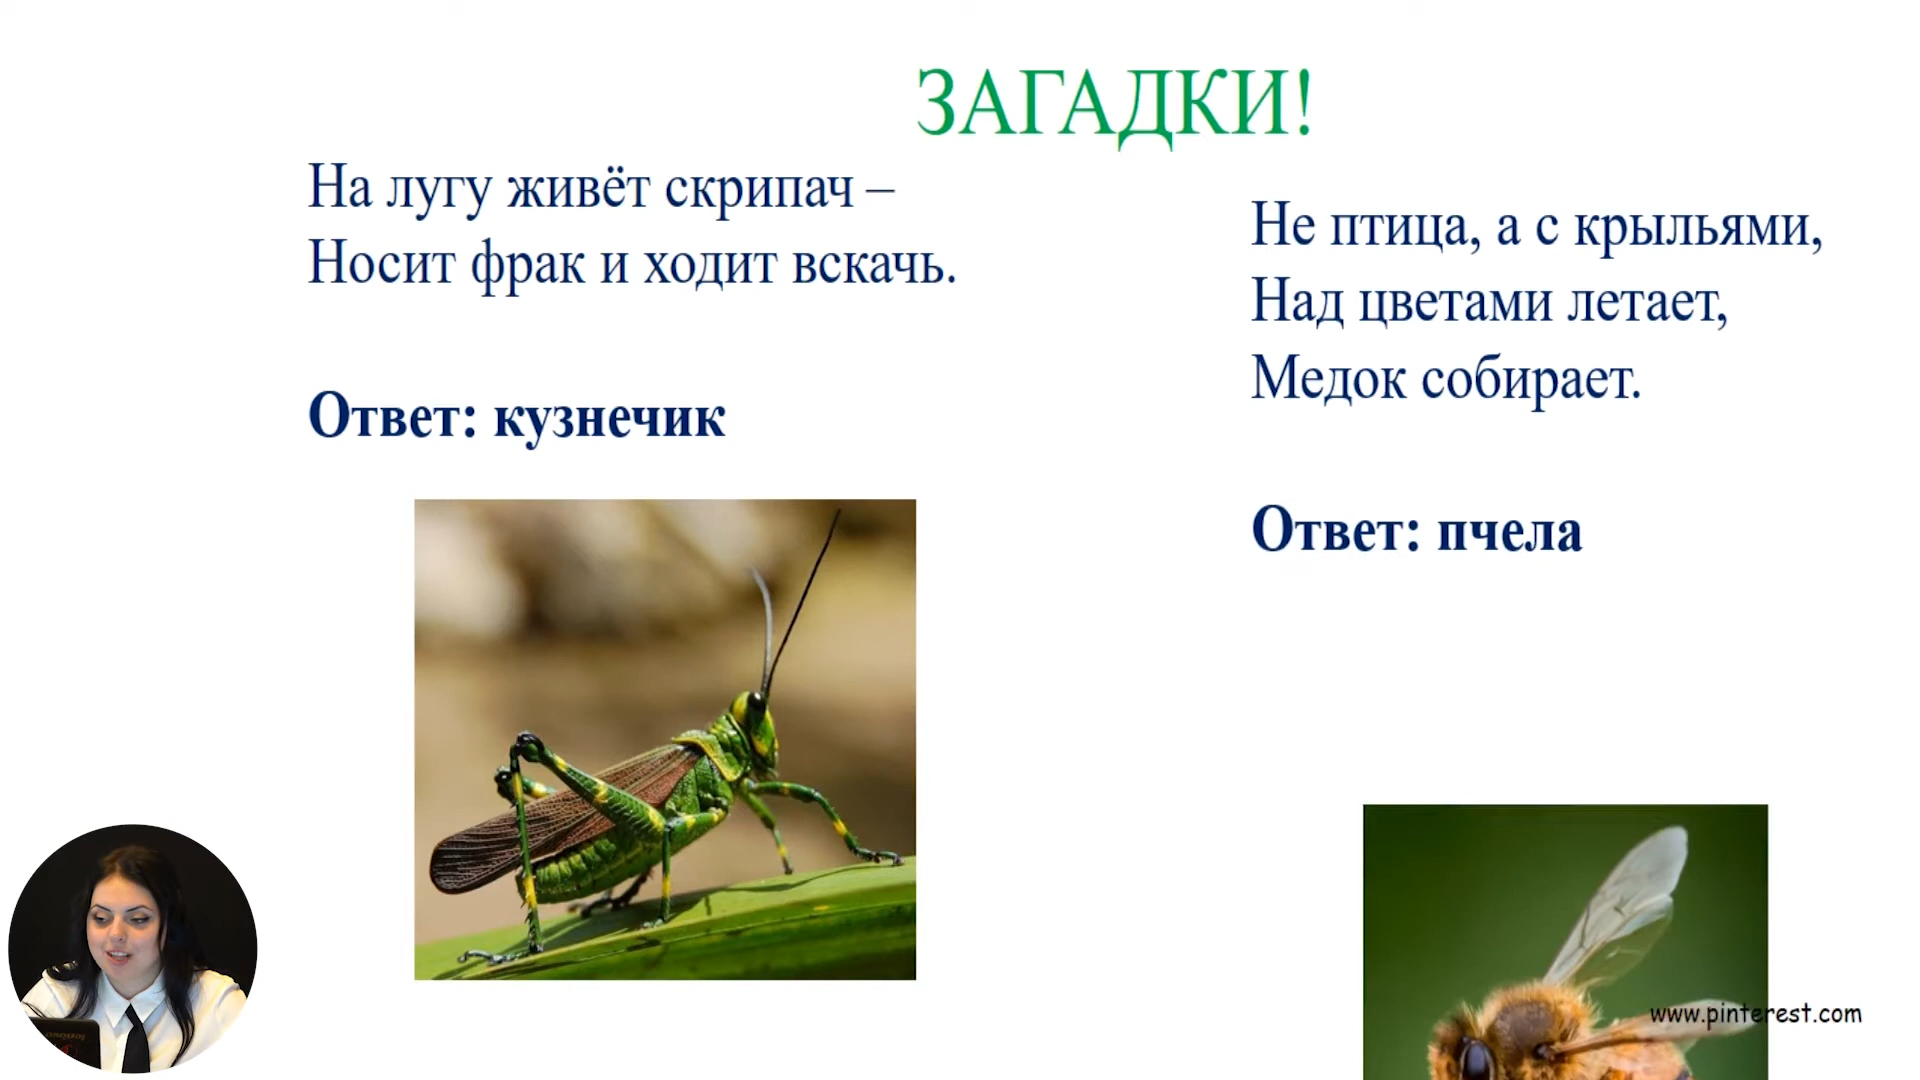 ЗАГАДКИ!
На лугу живёт скрипач –
Носит фрак и ходит вскачь.
Ответ: кузнечик
Не птица, а с крыльями,
Над цветами летает,
Медок собирает.
Ответ: пчела
www.pinterest.com